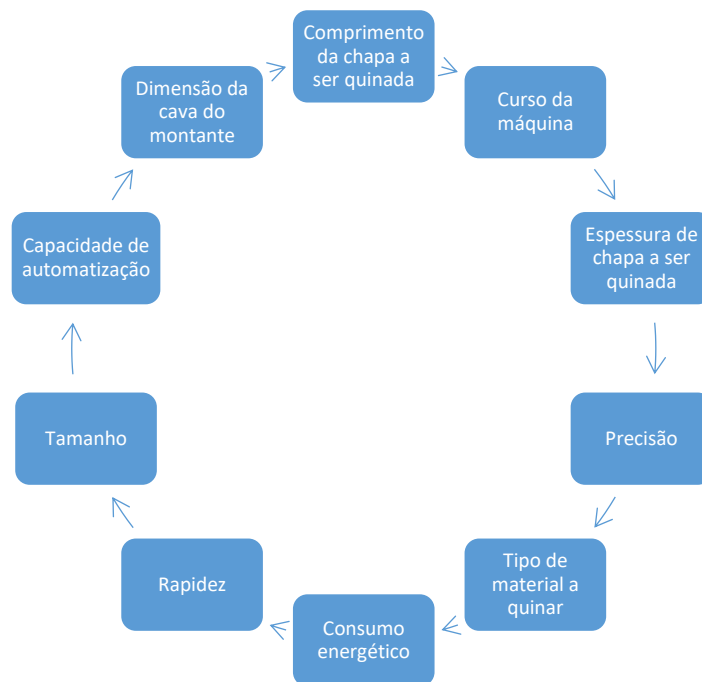 Comprimento
da chapa a
ser quinada
Curso da
máquina
Espessura de
chapa a ser
quinada
Precisão
Tipo de
material a
quinar
Consumo
energético
Rapidez
Tamanho
Capacidade de
automatização
Dimensão da
cava do
montante